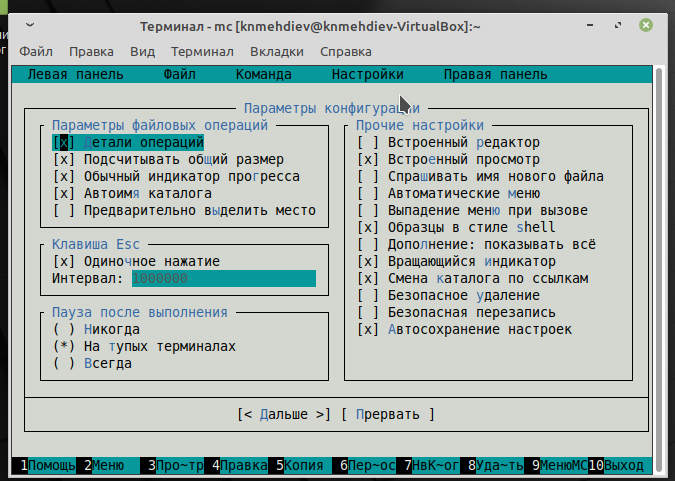 Терминал - mc [knmehdiev@knmehdiev-VirtualBox]:~
Файл Правка Вид Терминал Вкладки Справка
Левая панель Файл Команда Настройки Правая панель
Параметры конфигурации
Параметры файловых операций
[x] Детали операций
[x] Подсчитывать общий размер
[x] Обычный индикатор прогресса
[x] Автоимя каталога
[ ] Предварительно выделить место
Клавиша Esc
[x] Одиночное нажатие
Интервал: 1000000
Пауза после выполнения
( ) Никогда
(*) На тупых терминалах
( ) Всегда
Прочие настройки
[ ] Встроенный редактор
[x] Встроенный просмотр
[ ] Спрашивать имя нового файла
[ ] Автоматические меню
[ ] Выпадение меню при вызове
[x] Образцы в стиле shell
[ ] Дополнение: показывать всё
[x] Вращающийся индикатор
[x] Смена каталога по ссылкам
[ ] Безопасное удаление
[ ] Безопасная перезапись
[x] Автосохранение настроек
[< Дальше >] [ Прервать ]
1Помощь 2Меню 3Про~тр 4Правка 5Копия 6Пер~ос 7НвК~ог 8Уда~ть 9МенюMC 10Выход